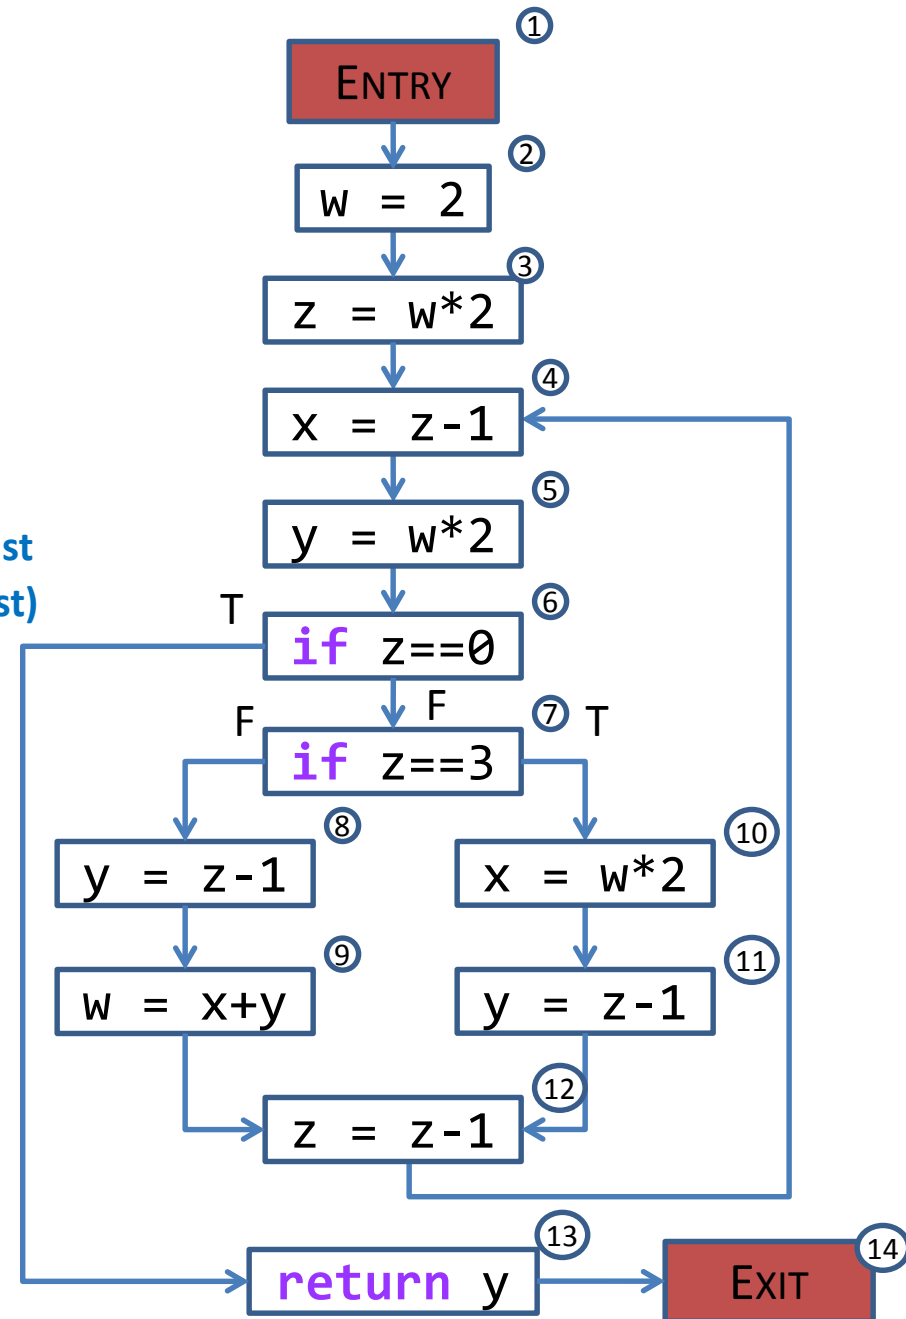 1
ENTRY
2
w = 2
3
z = w*2
4
x = z-1
5
y = w*2
st
st)
T
6
if z==0
F
F
7
T
if z==3
8
y = z-1
10
x = w*2
9
w = x+y
11
y = z-1
12
z = z-1
13
return y
14
EXIT